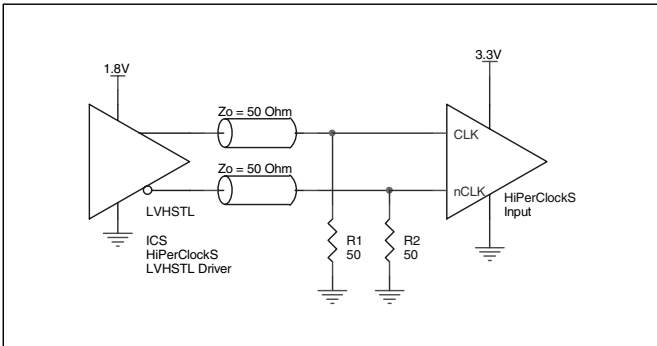 1.8V
3.3V
Zo = 50 Ohm
CLK
Zo = 50 Ohm
nCLK
LVHSTL
HiPerClockS
Input
ICS
HiPerClockS
LVHSTL Driver
R1
50
R2
50